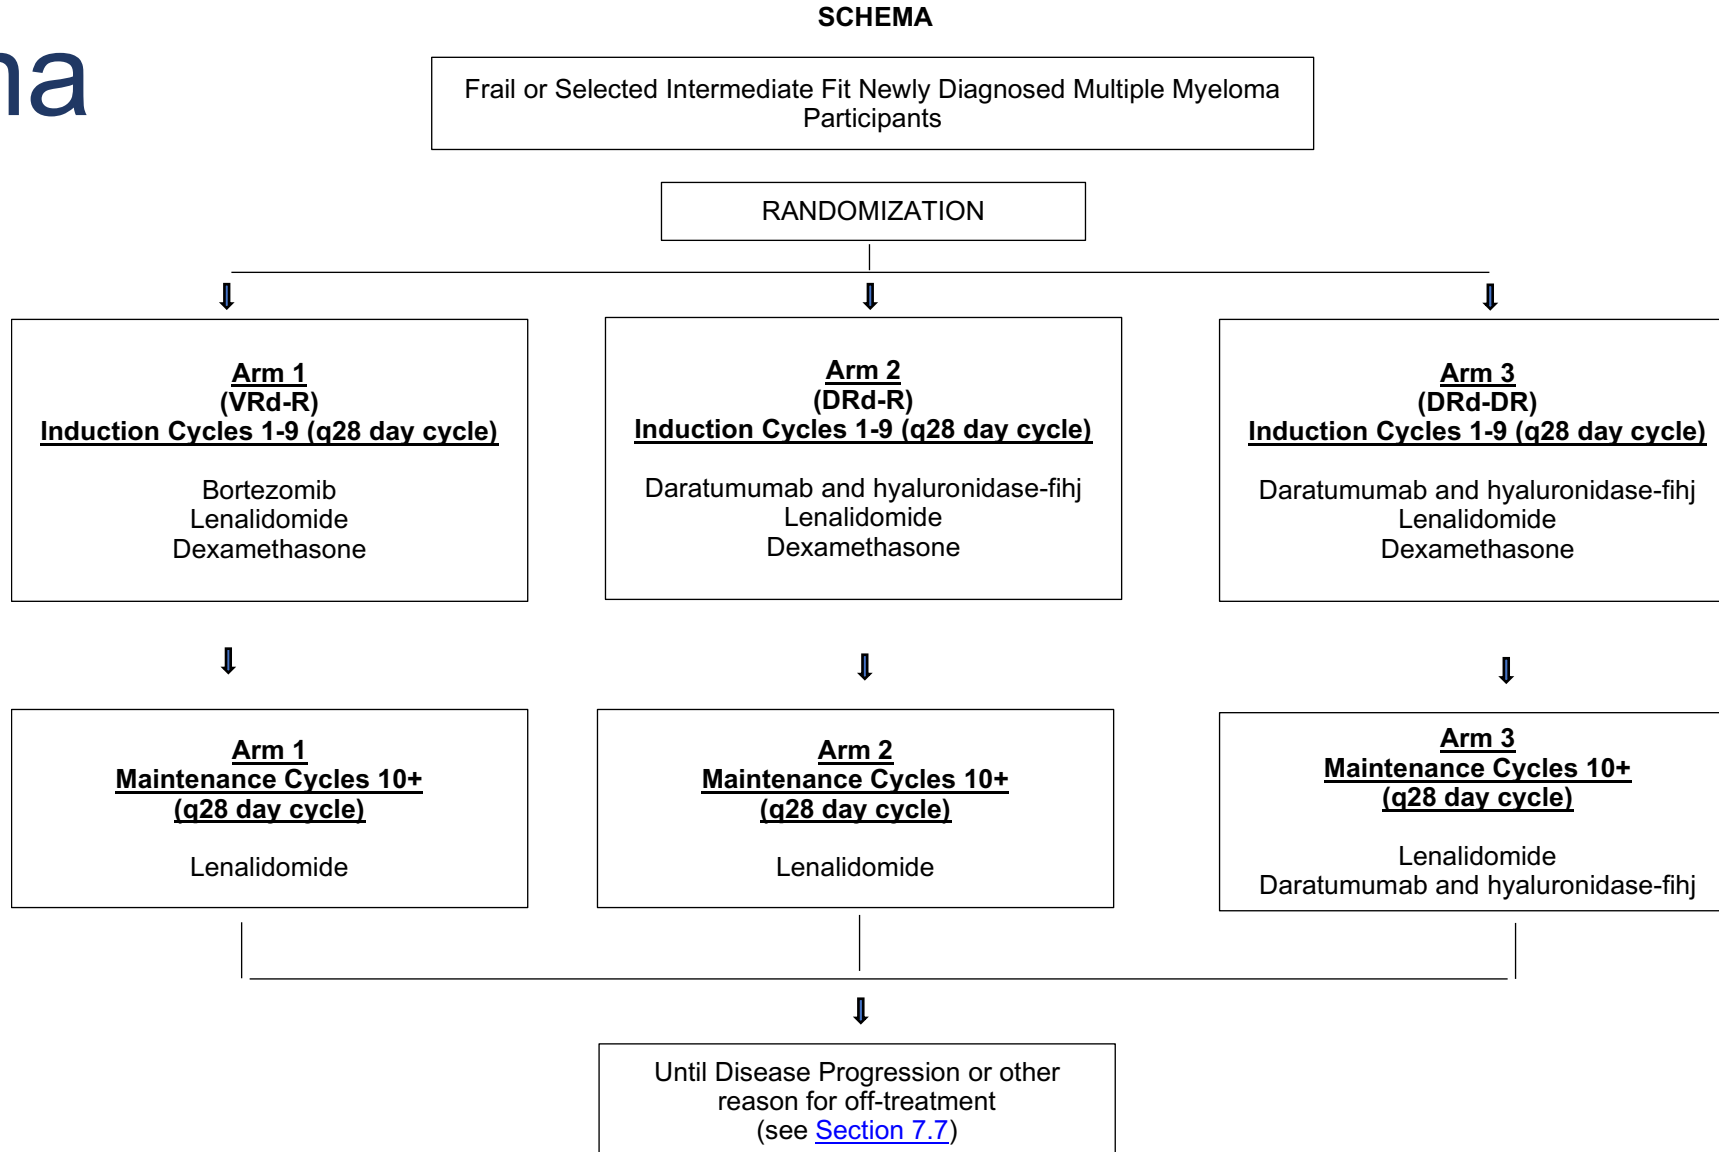 SCHEMA
ma
Frail or Selected Intermediate Fit Newly Diagnosed Multiple Myeloma
Participants
RANDOMIZATION
Arm 1
(VRd-R)
Induction Cycles 1-9 (q28 day cycle)
Bortezomib
Lenalidomide
Dexamethasone
Arm 2
(DRd-R)
Induction Cycles 1-9 (q28 day cycle)
Daratumumab and hyaluronidase-fihj
Lenalidomide
Dexamethasone
Arm 3
(DRd-DR)
Induction Cycles 1-9 (q28 day cycle)
Daratumumab and hyaluronidase-fihj
Lenalidomide
Dexamethasone
Arm 1
Maintenance Cycles 10+
(q28 day cycle)
Lenalidomide
Arm 2
Maintenance Cycles 10+
(q28 day cycle)
Lenalidomide
Arm 3
Maintenance Cycles 10+
(q28 day cycle)
Lenalidomide
Daratumumab and hyaluronidase-fihj
Until Disease Progression or other
reason for off-treatment
(see Section 7.7)